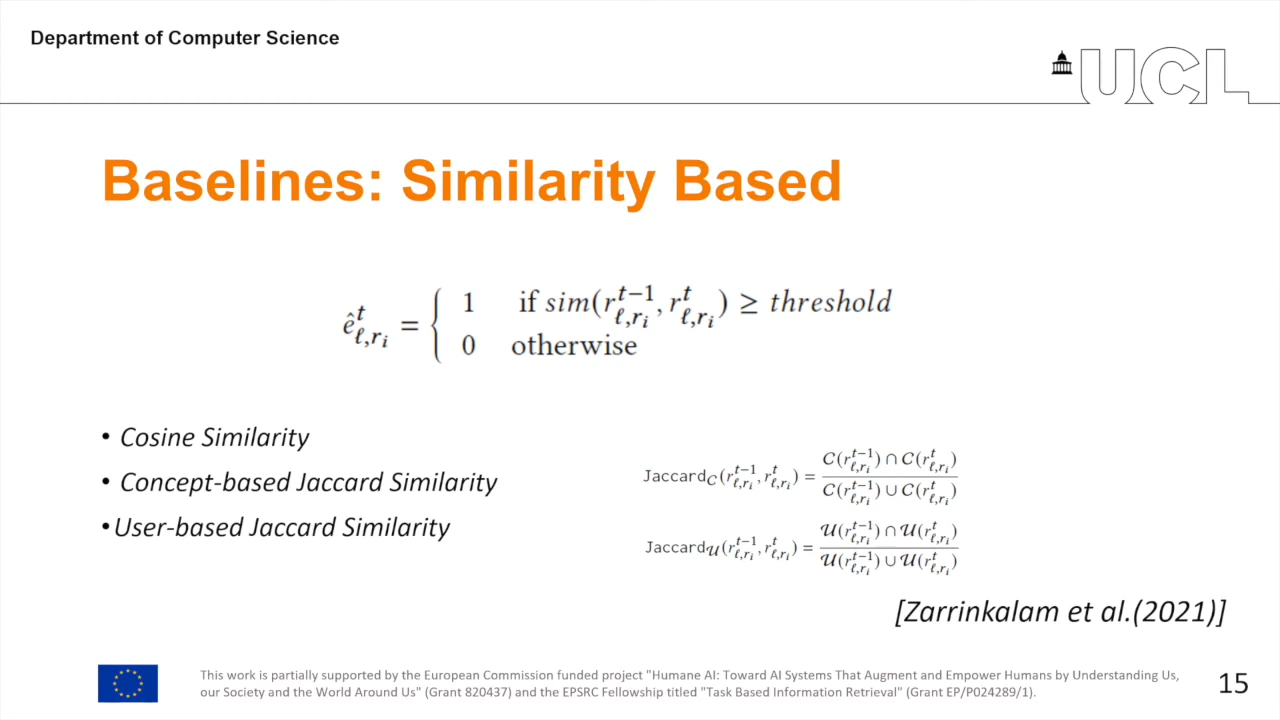 Department of Computer Science
UCL
Baselines: Similarity Based
ê^t_{ℓ,r_i} = { 1 if sim(r^{t−1}_{ℓ,r_i}, r^t_{ℓ,r_i}) ≥ threshold
0 otherwise
• Cosine Similarity
• Concept-based Jaccard Similarity
• User-based Jaccard Similarity
Jaccard_C(r^{t−1}_{ℓ,r_i}, r^t_{ℓ,r_i}) = C(r^{t−1}_{ℓ,r_i}) ∩ C(r^t_{ℓ,r_i}) / C(r^{t−1}_{ℓ,r_i}) ∪ C(r^t_{ℓ,r_i})
Jaccard_U(r^{t−1}_{ℓ,r_i}, r^t_{ℓ,r_i}) = U(r^{t−1}_{ℓ,r_i}) ∩ U(r^t_{ℓ,r_i}) / U(r^{t−1}_{ℓ,r_i}) ∪ U(r^t_{ℓ,r_i})
[Zarrinkalam et al.(2021)]
This work is partially supported by the European Commission funded project "Humane AI: Toward AI Systems That Augment and Empower Humans by Understanding Us,
our Society and the World Around Us" (Grant 820437) and the EPSRC Fellowship titled "Task Based Information Retrieval" (Grant EP/P024289/1).
15